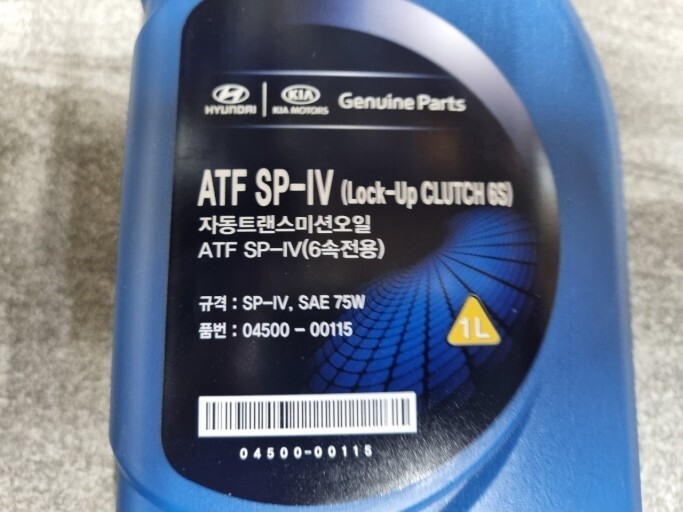 HYUNDAI KIA KIA MOTORS Genuine Parts
ATF SP-IV (Lock-Up CLUTCH 6S)
자동트랜스미션오일
ATF SP-IV(6속전용)
규격 : SP-IV, SAE 75W
품번 : 04500 - 00115
1L
04500-00115